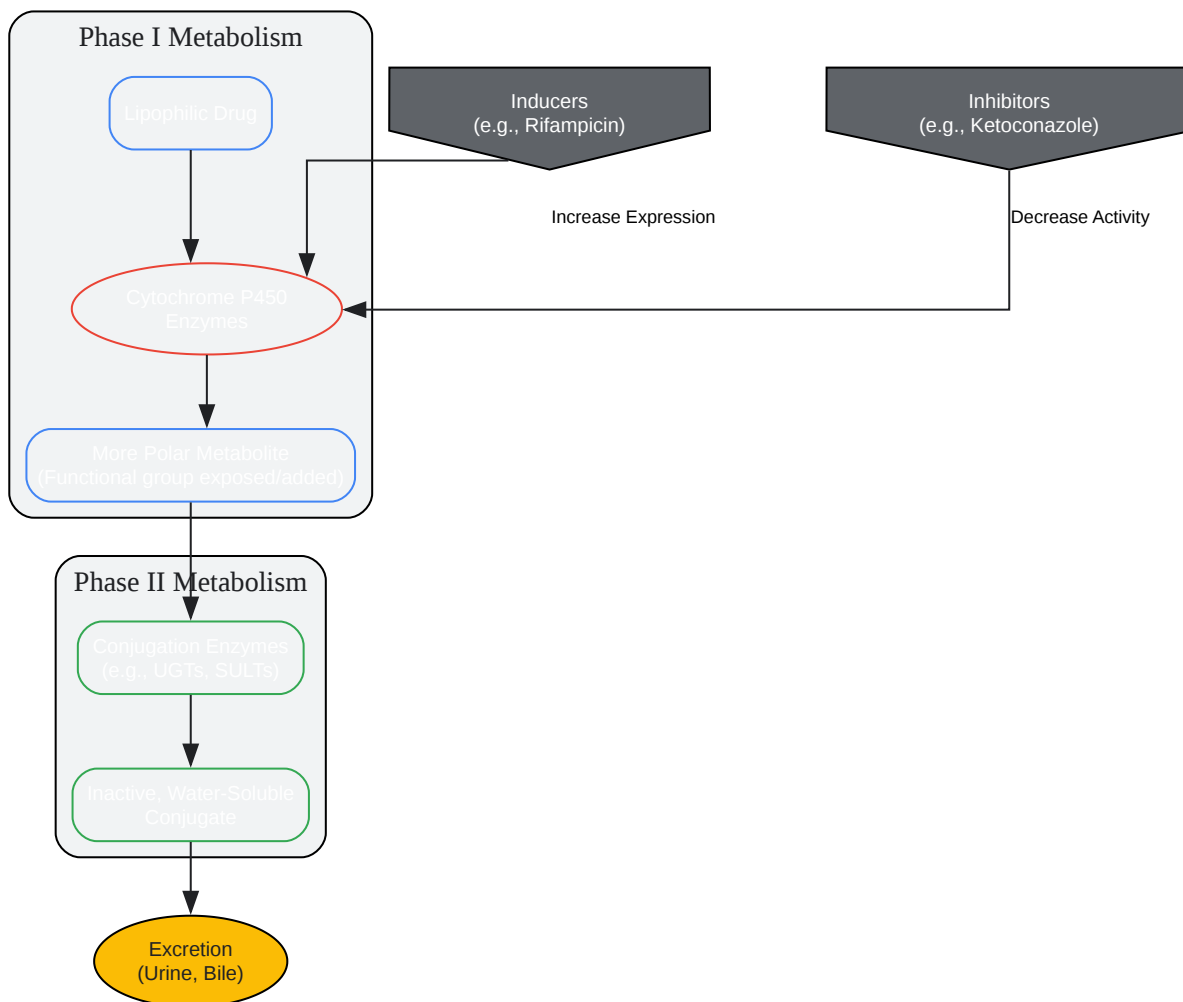 Phase I Metabolism
Lipophilic Drug
Inducers
(e.g., Rifampicin)
Inhibitors
(e.g., Ketoconazole)
Increase Expression
Decrease Activity
Cytochrome P450
Enzymes
More Polar Metabolite
(Functional group exposed/added)
Phase II Metabolism
Conjugation Enzymes
(e.g., UGTs, SULTs)
Inactive, Water-Soluble
Conjugate
Excretion
(Urine, Bile)